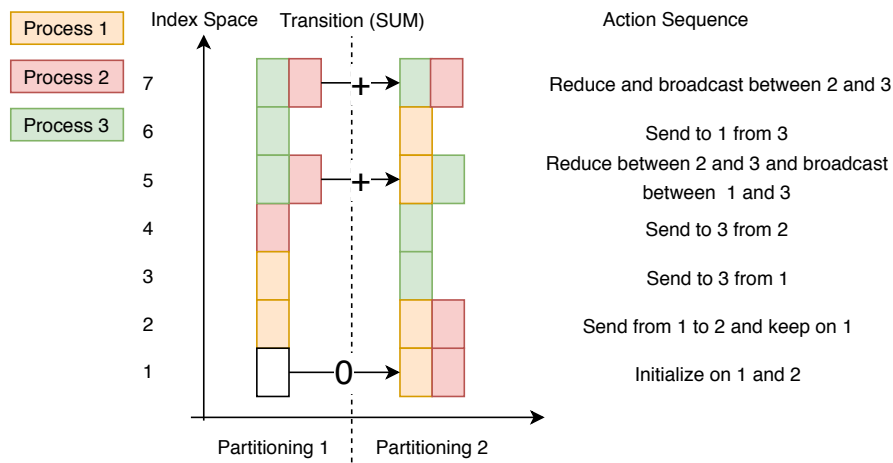 Index Space
Transition (SUM)
Action Sequence
Process 1
Process 2
Process 3
7
+
Reduce and broadcast between 2 and 3
6
Send to 1 from 3
5
+
Reduce between 2 and 3 and broadcast
between 1 and 3
4
Send to 3 from 2
3
Send to 3 from 1
2
Send from 1 to 2 and keep on 1
1
0
Initialize on 1 and 2
Partitioning 1
Partitioning 2